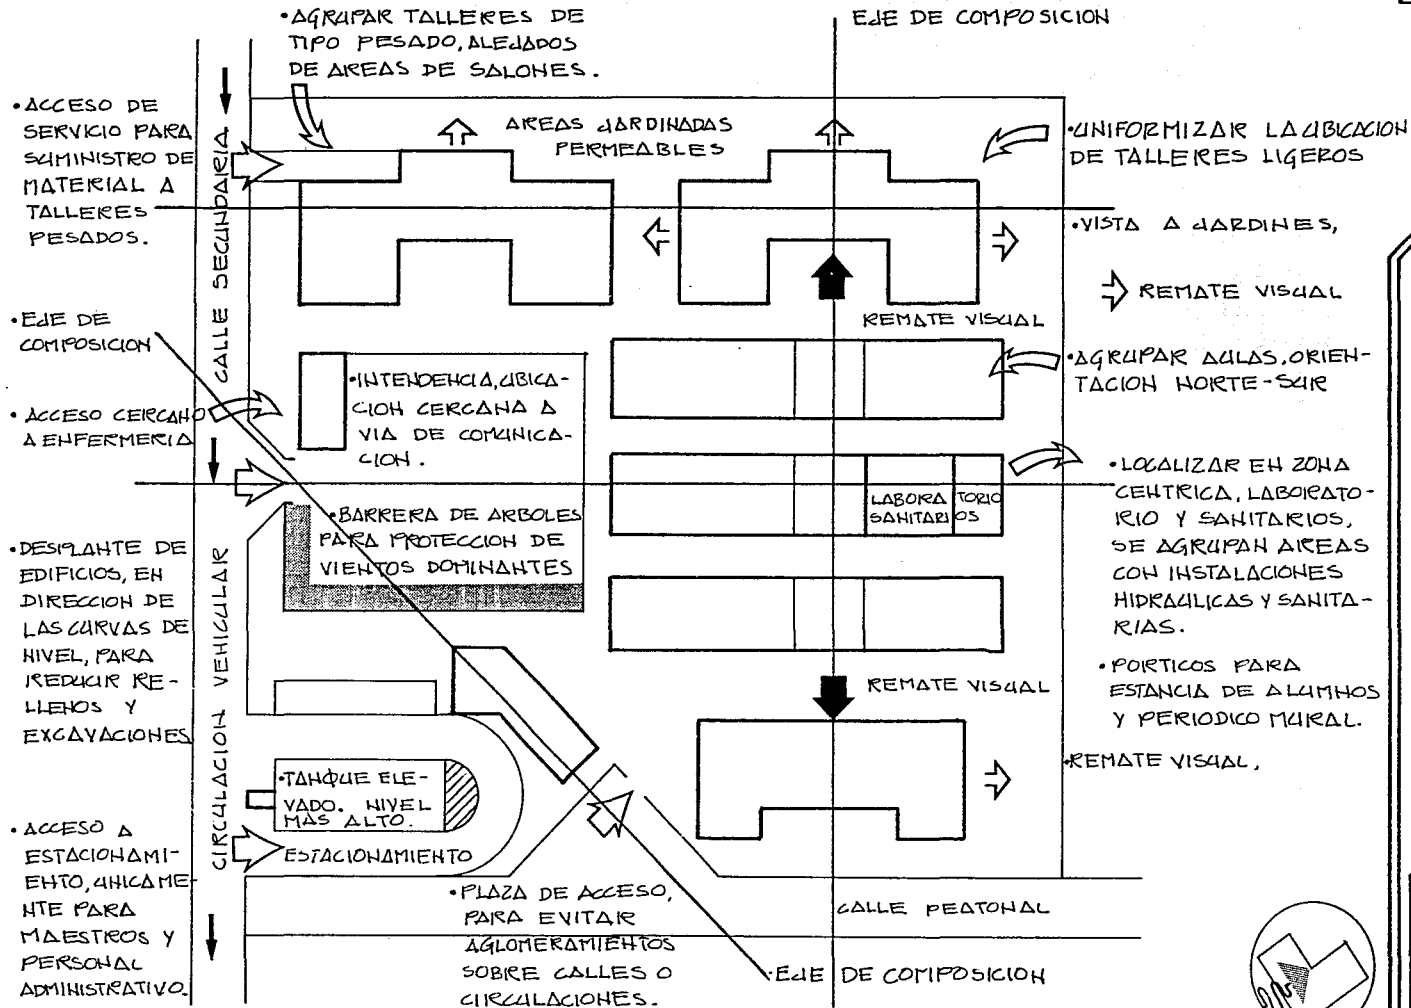 •AGRUPAR TALLERES DE
TIPO PESADO, ALEJADOS
DE AREAS DE SALONES.
EJE DE COMPOSICION
•ACCESO DE
SERVICIO PARA
SUMINISTRO DE
MATERIAL A
TALLERES
PESADOS.
CALLE SECUNDARIA
AREAS JARDINADAS
PERMEABLES
•UNIFORMIZAR LA UBICACION
DE TALLERES LIGEROS
•VISTA A JARDINES,
REMATE VISUAL
REMATE VISUAL
•EJE DE
COMPOSICION
•ACCESO CERCANO
A ENFERMERIA
•INTENDENCIA, UBICA-
CION CERCANA A
VIA DE COMUNICA-
CION.
•AGRUPAR AULAS, ORIEN-
TACION NORTE-SUR
LABORA TORIO
SANITARI OS
•LOCALIZAR EN ZONA
CENTRICA, LABORATO-
RIO Y SANITARIOS,
SE AGRUPAN AREAS
CON INSTALACIONES
HIDRAULICAS Y SANITA-
RIAS.
•BARRERA DE ARBOLES
PARA PROTECCION DE
VIENTOS DOMINANTES
•DESPLANTE DE
EDIFICIOS, EN
DIRECCION DE
LAS CURVAS DE
NIVEL, PARA
REDUCIR RE-
LLENOS Y
EXCAVACIONES
CIRCULACION VEHICULAR
REMATE VISUAL
•PORTICOS PARA
ESTANCIA DE ALUMNOS
Y PERIODICO MURAL.
•REMATE VISUAL,
•TANQUE ELE-
VADO. NIVEL
MAS ALTO.
ESTACIONAMIENTO
•ACCESO A
ESTACIONAMI-
ENTO, UNICAME-
NTE PARA
MAESTROS Y
PERSONAL
ADMINISTRATIVO.
•PLAZA DE ACCESO,
PARA EVITAR
AGLOMERAMIENTOS
SOBRE CALLES O
CIRCULACIONES.
CALLE PEATONAL
•EJE DE COMPOSICION